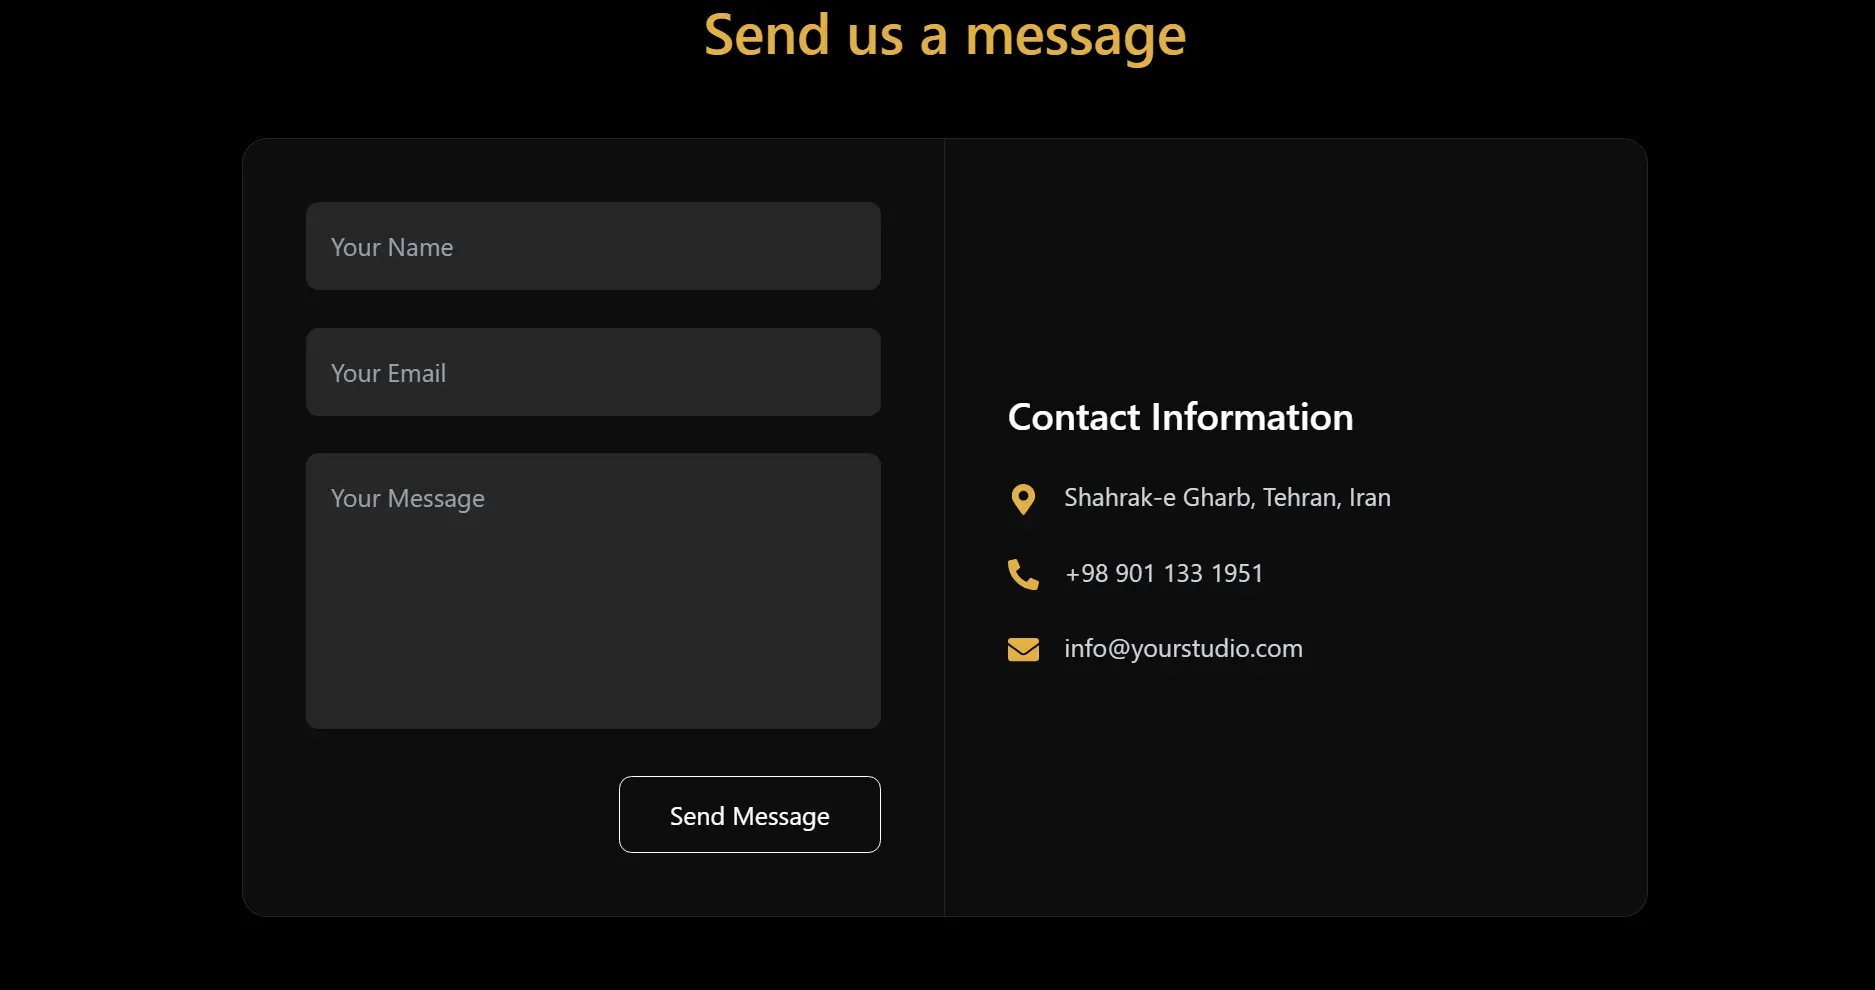 Send us a message
Your Name
Your Email
Your Message
Send Message
Contact Information
Shahrak-e Gharb, Tehran, Iran
+98 901 133 1951
info@yourstudio.com